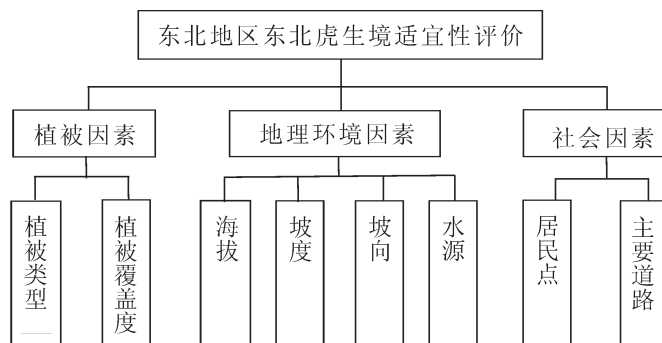 东北地区东北虎生境适宜性评价
植被因素
地理环境因素
社会因素
植被类型
植被覆盖度
海拔
坡度
坡向
水源
居民点
主要道路